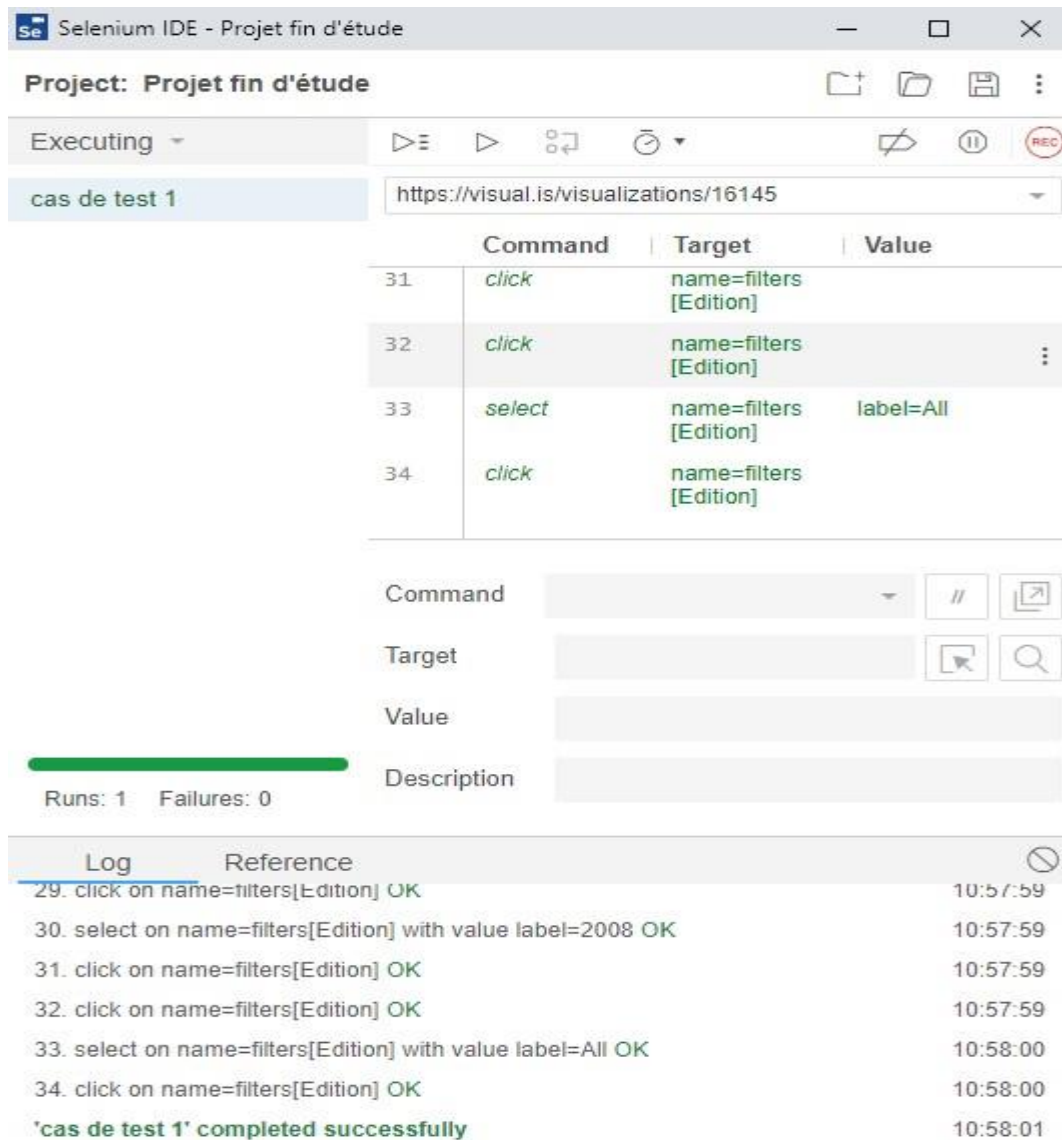 Se Selenium IDE - Projet fin d'étude
Project: Projet fin d'étude
Executing
REC
cas de test 1
https://visual.is/visualizations/16145
Command Target Value
31 click name=filters
[Edition]
32 click name=filters
[Edition]
33 select name=filters label=All
[Edition]
34 click name=filters
[Edition]
Command
//
Target
Value
Description
Runs: 1 Failures: 0
Log Reference
29. click on name=filters[Edition] OK 10:57:59
30. select on name=filters[Edition] with value label=2008 OK 10:57:59
31. click on name=filters[Edition] OK 10:57:59
32. click on name=filters[Edition] OK 10:57:59
33. select on name=filters[Edition] with value label=All OK 10:58:00
34. click on name=filters[Edition] OK 10:58:00
'cas de test 1' completed successfully 10:58:01